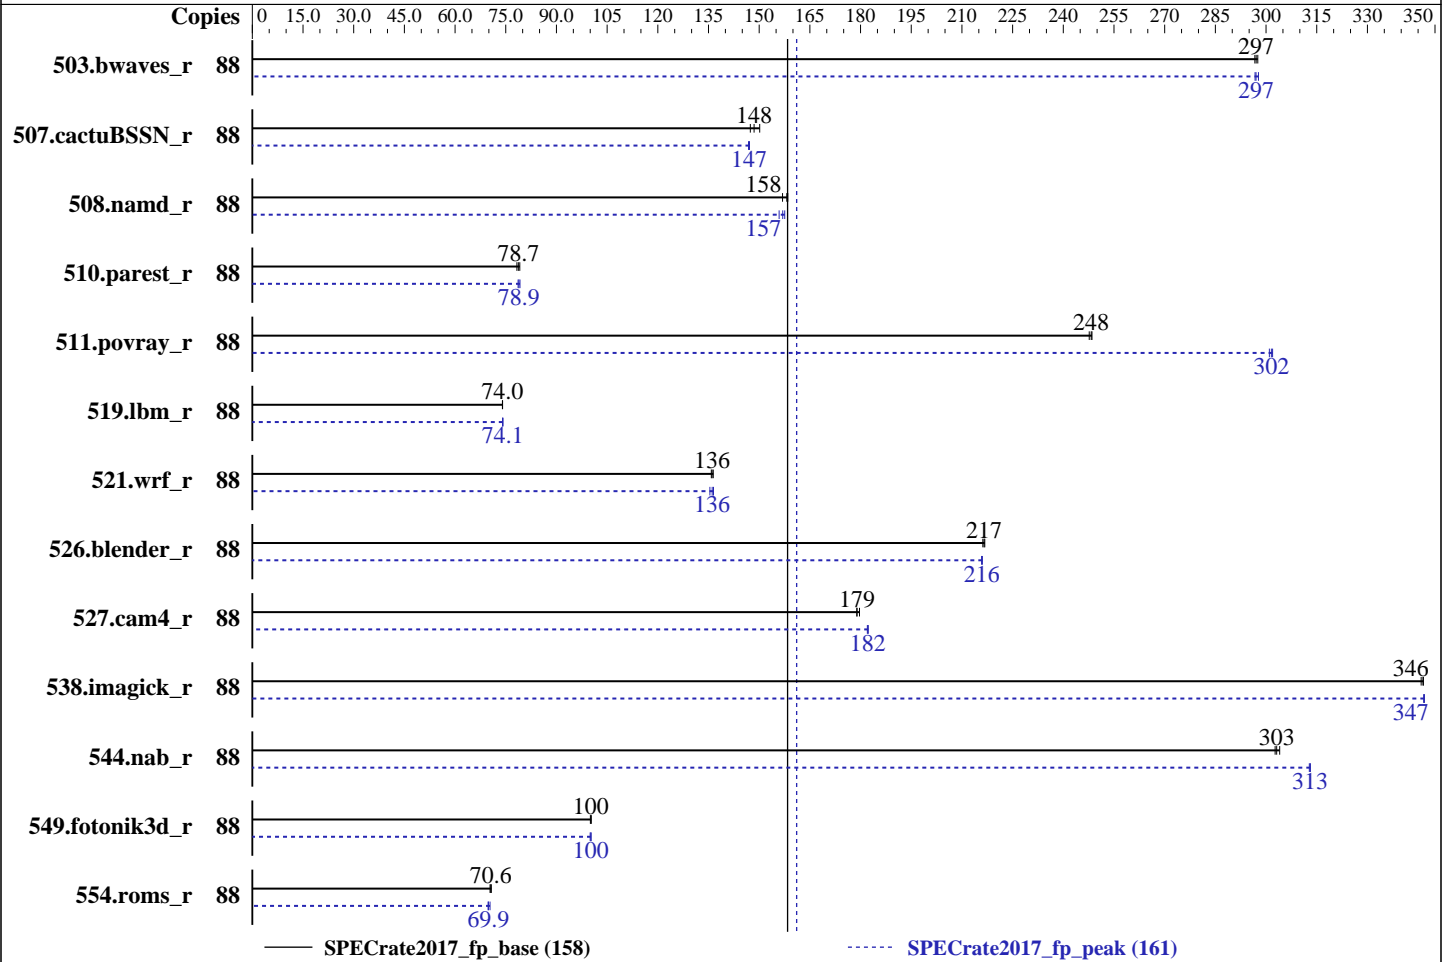 Copies 0 15.0 30.0 45.0 60.0 75.0 90.0 105 120 135 150 165 180 195 210 225 240 255 270 285 300 315 330 350
503.bwaves_r 88 297
297
507.cactuBSSN_r 88 148
147
508.namd_r 88 158
157
510.parest_r 88 78.7
78.9
511.povray_r 88 248
302
519.lbm_r 88 74.0
74.1
521.wrf_r 88 136
136
526.blender_r 88 217
216
527.cam4_r 88 179
182
538.imagick_r 88 346
347
544.nab_r 88 303
313
549.fotonik3d_r 88 100
100
554.roms_r 88 70.6
69.9
SPECrate2017_fp_base (158) SPECrate2017_fp_peak (161)